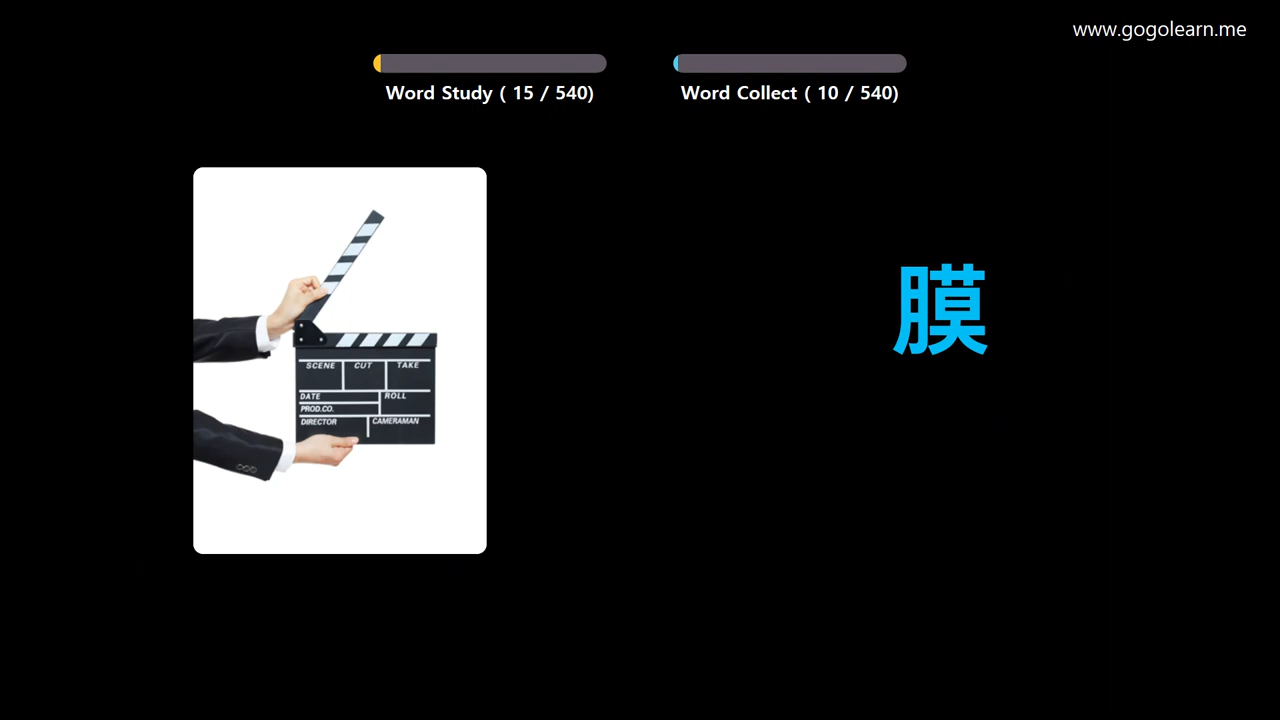 www.gogolearn.me
Word Study ( 15 / 540)
Word Collect ( 10 / 540)
膜
SCENE CUT TAKE
DATE ROLL
PROD.CO.
DIRECTOR CAMERAMAN